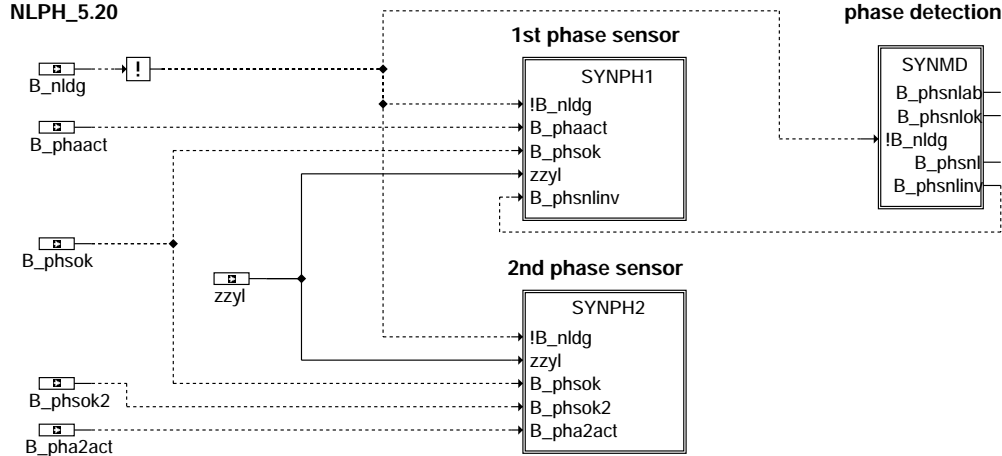 NLPH_5.20
phase detection
1st phase sensor
B_nldg
!
SYNPH1
!B_nldg
B_phaact
B_phsok
zzyl
B_phsnlinv
SYNMD
B_phsnlab
B_phsnlok
!B_nldg
B_phsnl
B_phsnlinv
B_phaact
B_phsok
zzyl
2nd phase sensor
SYNPH2
!B_nldg
zzyl
B_phsok
B_phsok2
B_pha2act
B_phsok2
B_pha2act